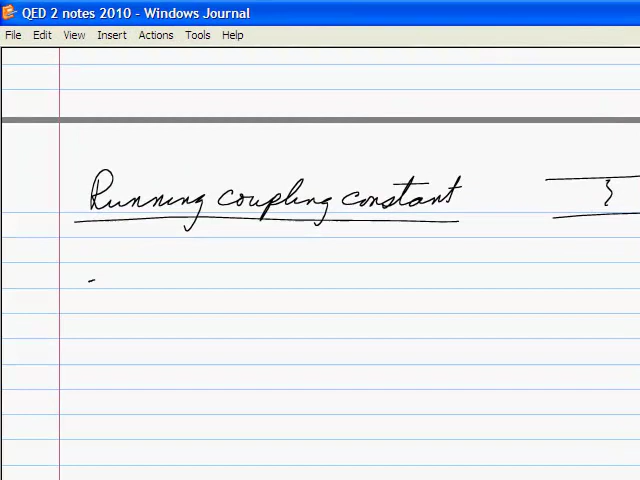 QED 2 notes 2010 - Windows Journal
File Edit View Insert Actions Tools Help
Running coupling constant